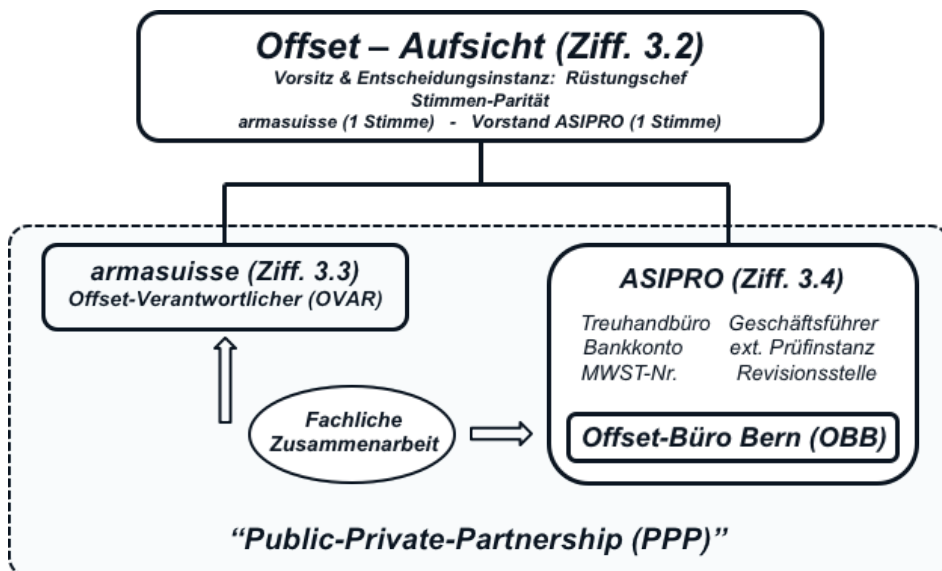 Offset – Aufsicht (Ziff. 3.2)
Vorsitz & Entscheidungsinstanz: Rüstungschef
Stimmen-Parität
armasuisse (1 Stimme) - Vorstand ASIPRO (1 Stimme)
armasuisse (Ziff. 3.3)
Offset-Verantwortlicher (OVAR)
ASIPRO (Ziff. 3.4)
Treuhandbüro Geschäftsführer
Bankkonto ext. Prüfinstanz
MWST-Nr. Revisionsstelle
Offset-Büro Bern (OBB)
Fachliche
Zusammenarbeit
“Public-Private-Partnership (PPP)”